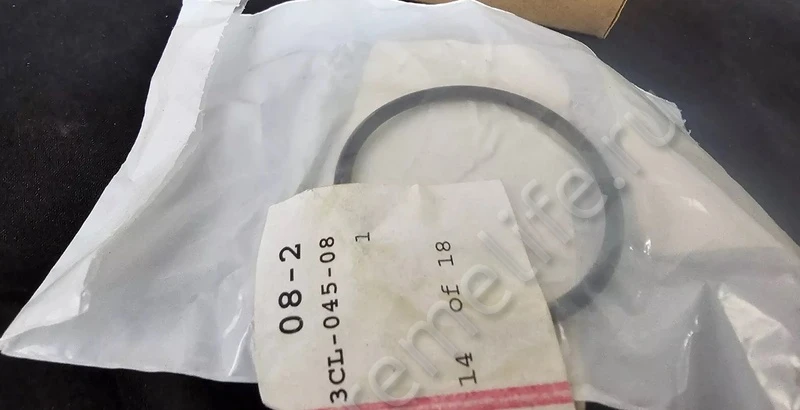 08-2
3CL-045-08
1
14 of 18
remelife.ru